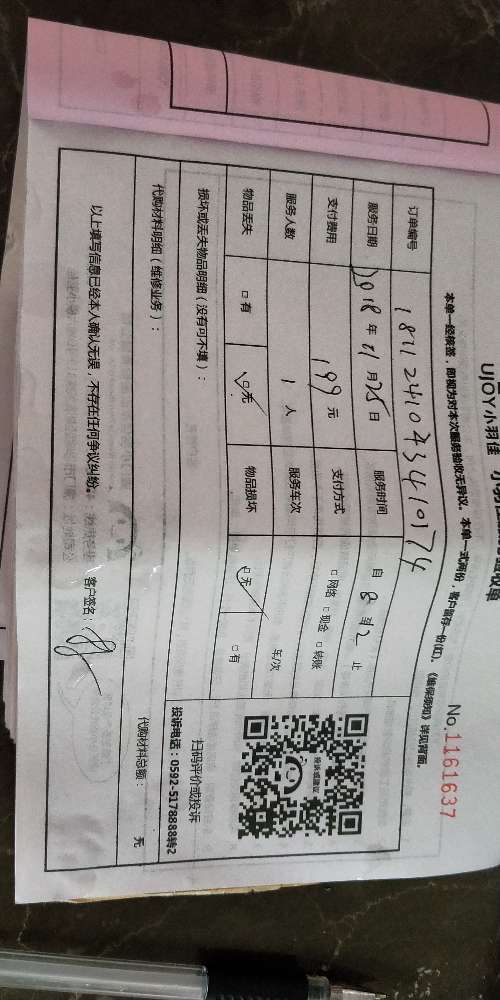 UJOY小羽佳
No.1161637
本单一经核签,即视为对本次服务验收无异议。本单一式两份,客户留存一份(红)。《维保须知》详见背面。
订单编号 181124107341074
服务日期 2018年11月25日 服务时间 自8到12止
支付费用 199元 支付方式 □网络 □现金 □转账
服务人数 1人 服务车次 车/次
物品丢失 □有 □无 物品损坏 □无 □有
损坏或丢失物品明细(没有可不填):
扫码评价或投诉
投诉电话:0592-5178888转2
代购材料明细(维修业务): 代购材料总额: 元
以上填写信息已经本人确认无误,不存在任何争议纠纷。 客户签名: